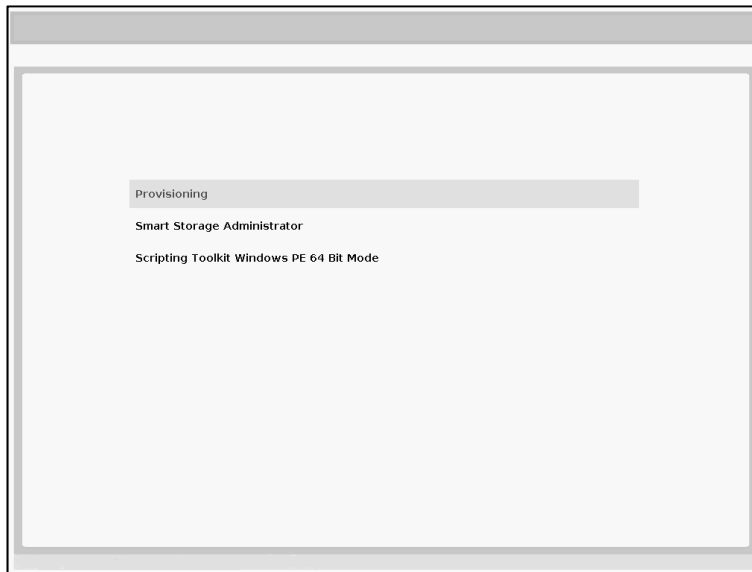 Provisioning
Smart Storage Administrator
Scripting Toolkit Windows PE 64 Bit Mode